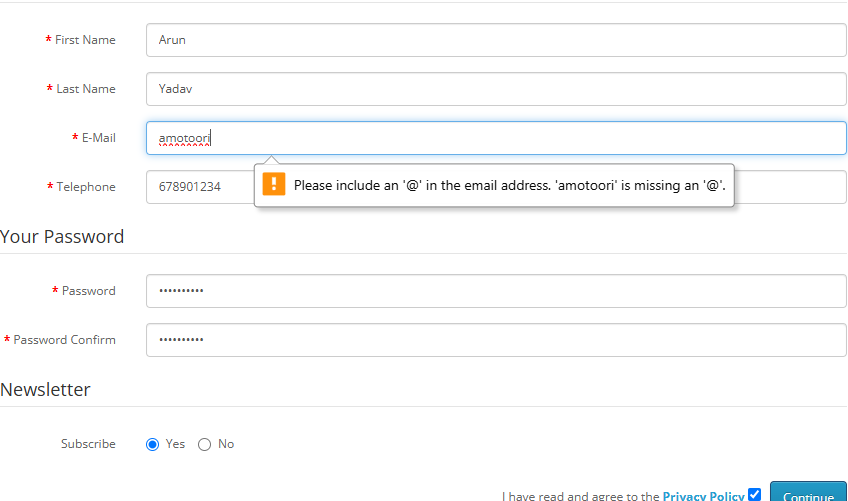 * First Name Arun
* Last Name Yadav
* E-Mail amotoori
! Please include an '@' in the email address. 'amotoori' is missing an '@'.
* Telephone 678901234
Your Password
* Password ••••••••••
* Password Confirm ••••••••••
Newsletter
Subscribe Yes No
I have read and agree to the Privacy Policy Continue